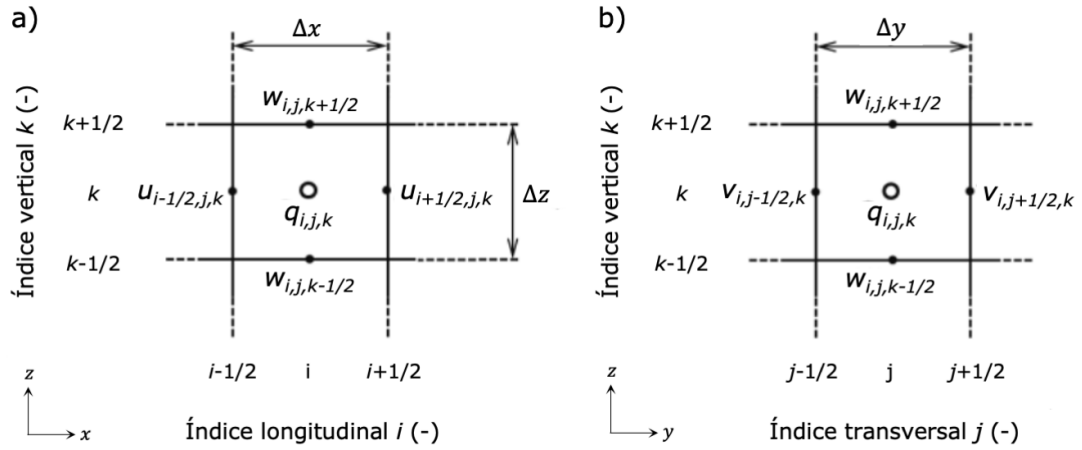 a)
Δx
Índice vertical k (-)
k+1/2
k
k-1/2
w_{i,j,k+1/2}
u_{i-1/2,j,k}
u_{i+1/2,j,k}
q_{i,j,k}
w_{i,j,k-1/2}
Δz
i-1/2
i
i+1/2
z
x
Índice longitudinal i (-)
b)
Δy
Índice vertical k (-)
k+1/2
k
k-1/2
w_{i,j,k+1/2}
v_{i,j-1/2,k}
v_{i,j+1/2,k}
q_{i,j,k}
w_{i,j,k-1/2}
j-1/2
j
j+1/2
z
y
Índice transversal j (-)